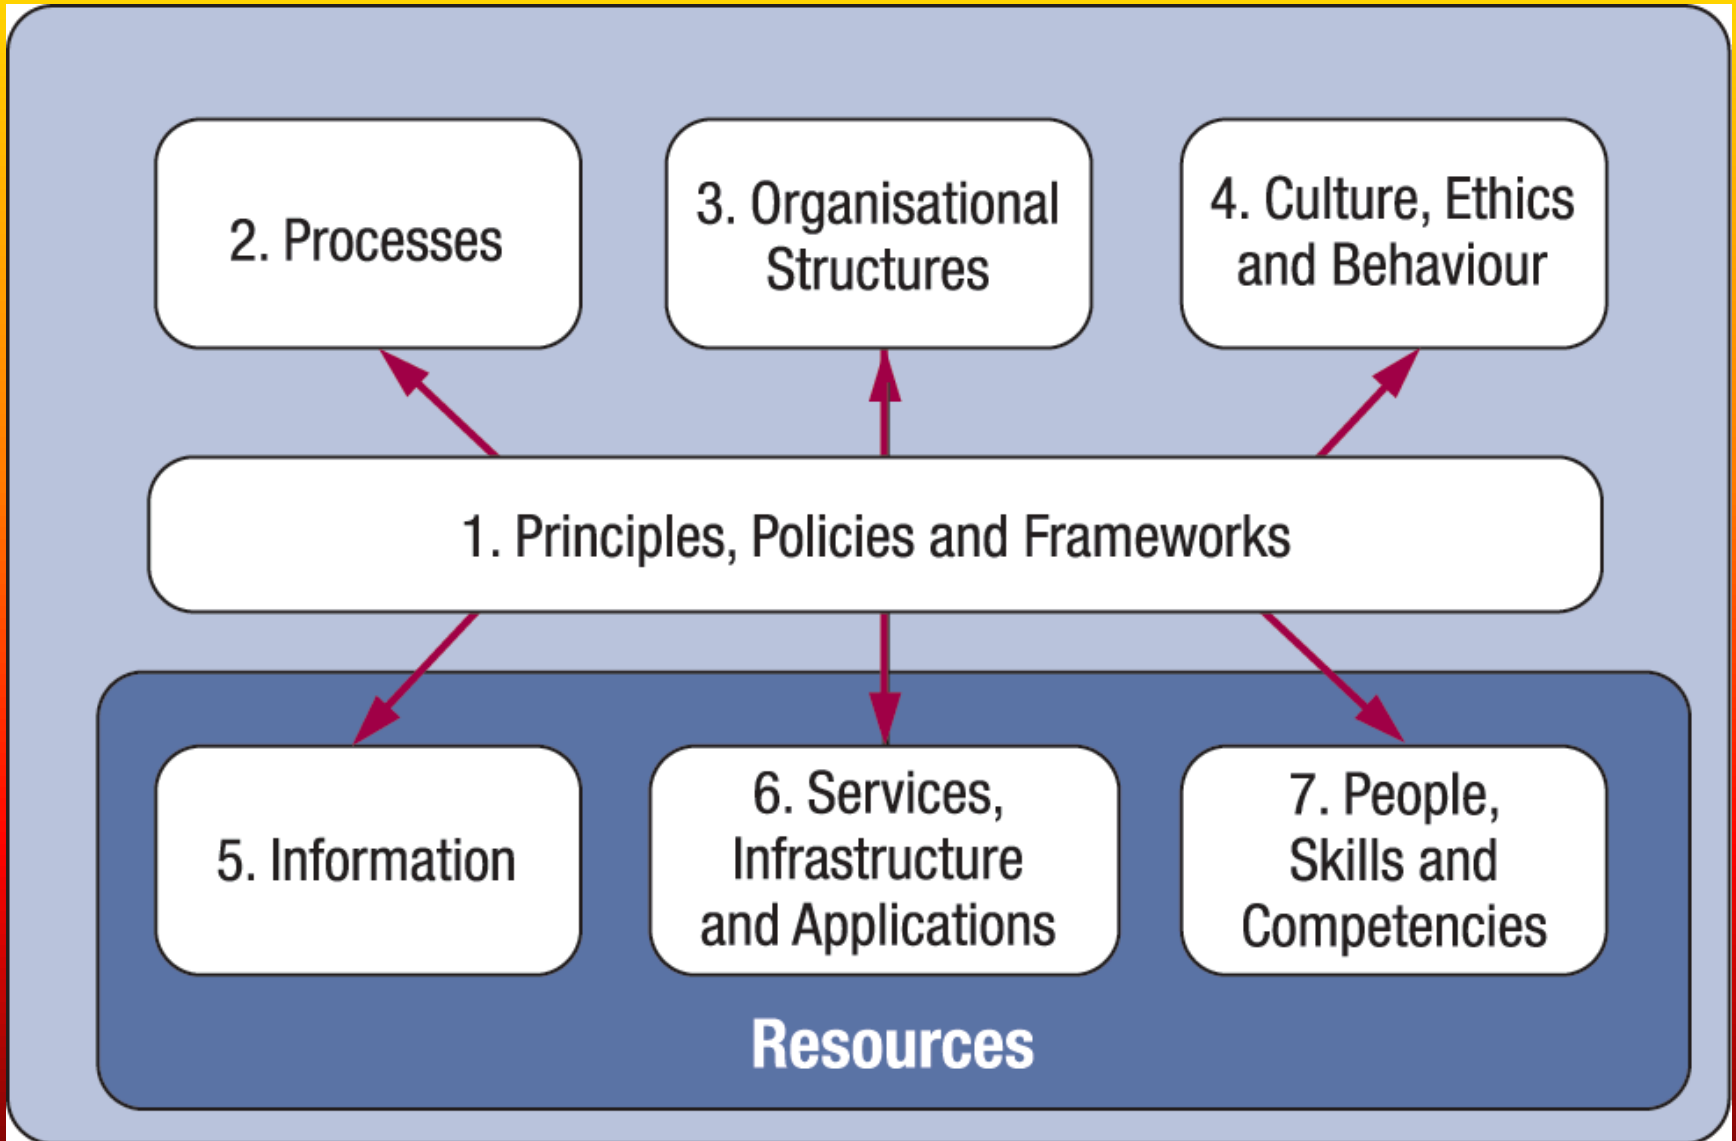 2. Processes
3. Organisational
Structures
4. Culture, Ethics
and Behaviour
1. Principles, Policies and Frameworks
5. Information
6. Services,
Infrastructure
and Applications
7. People,
Skills and
Competencies
Resources